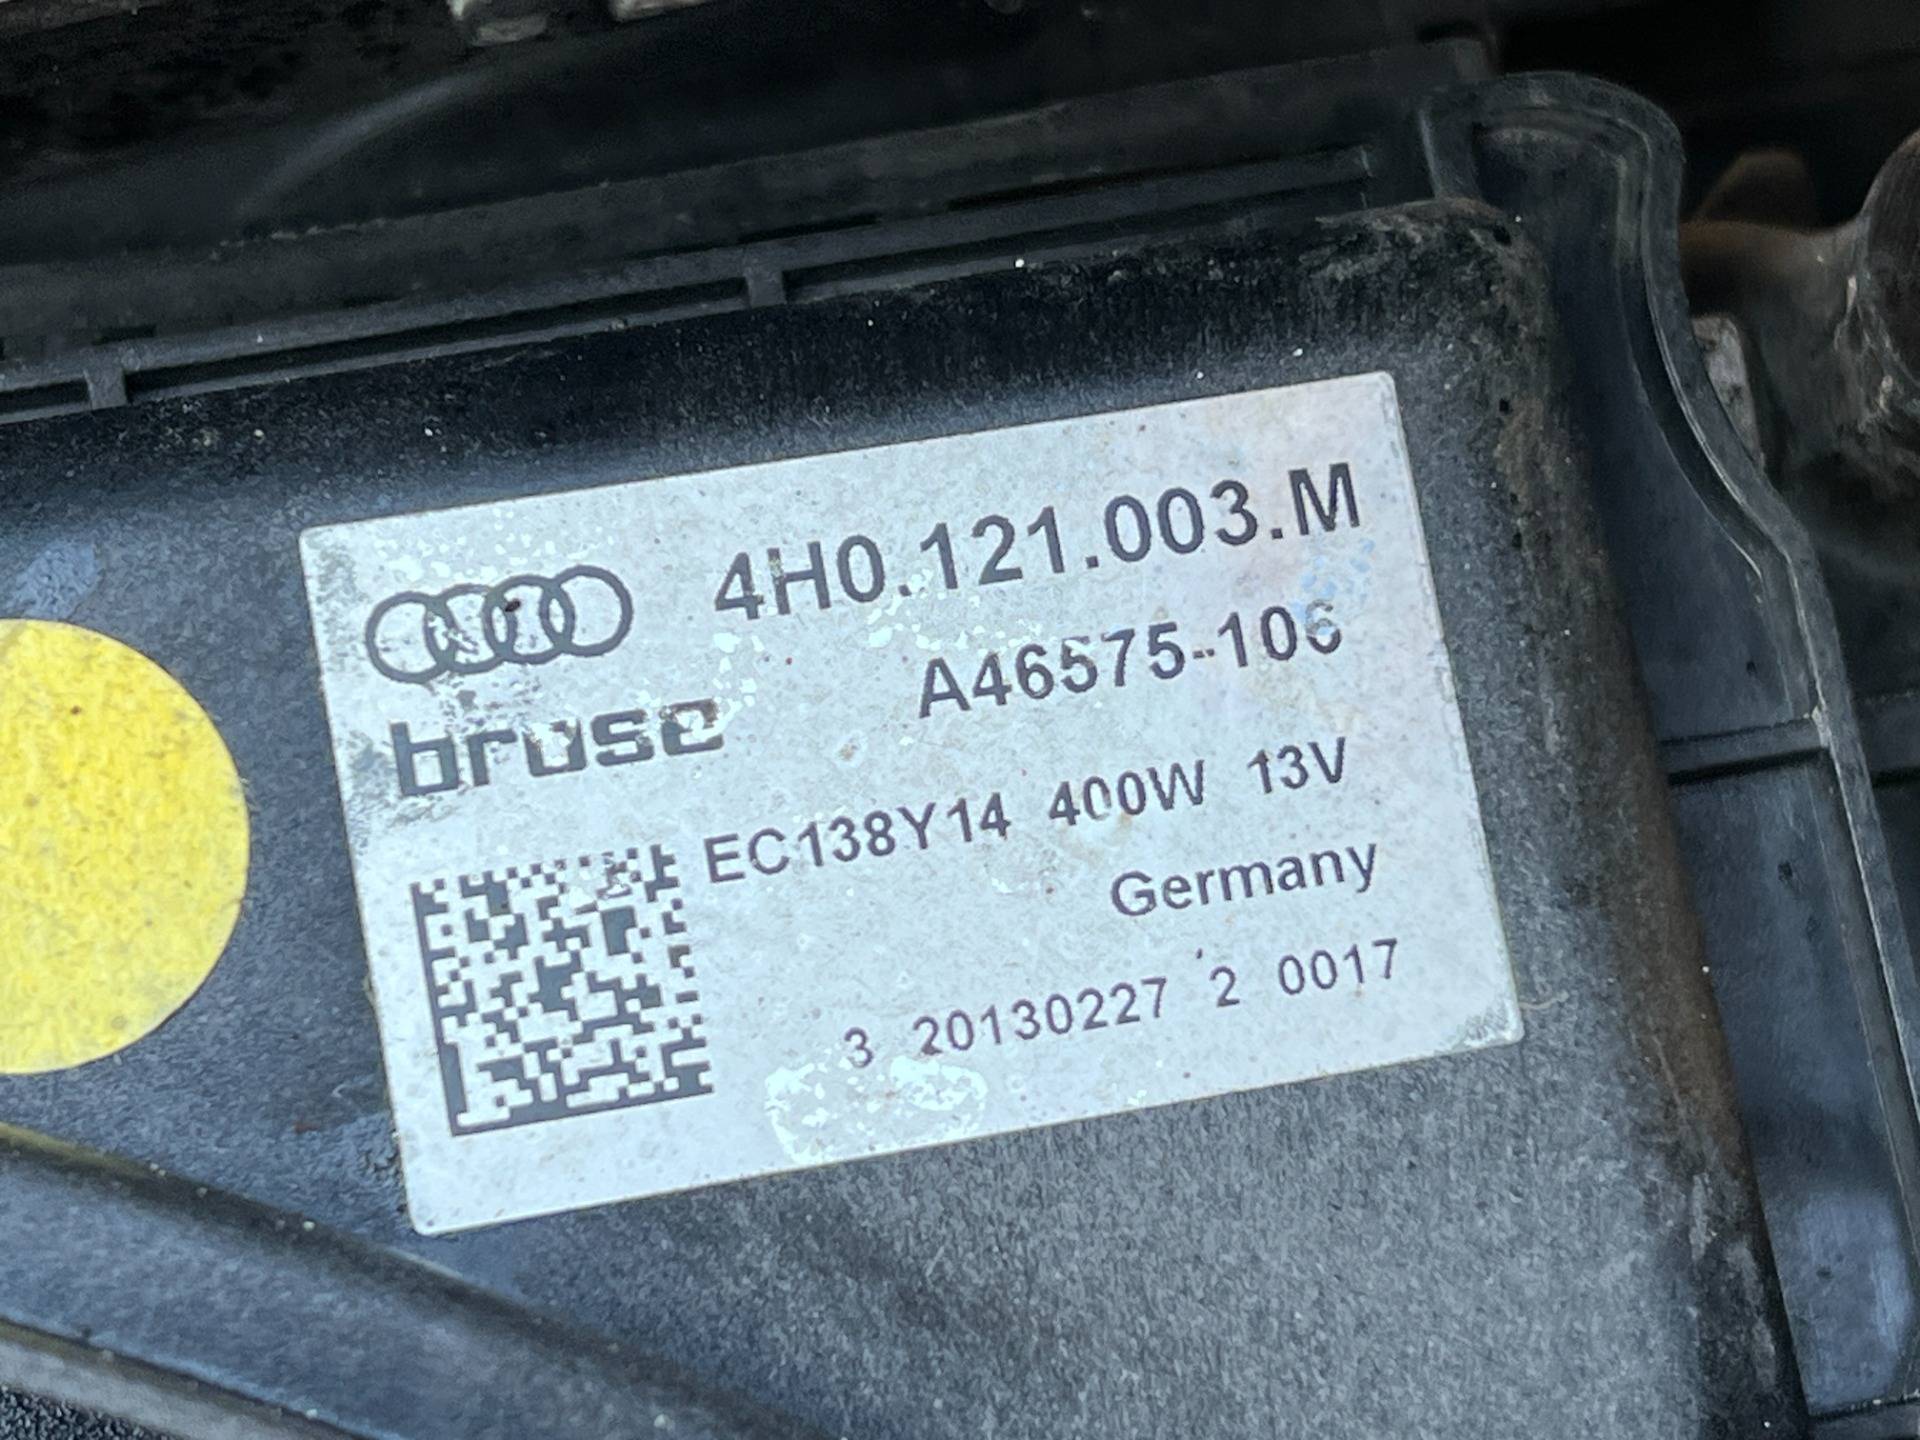 4H0.121.003.M
A46575-106
brose
EC138Y14 400W 13V
Germany
3 20130227 2 0017